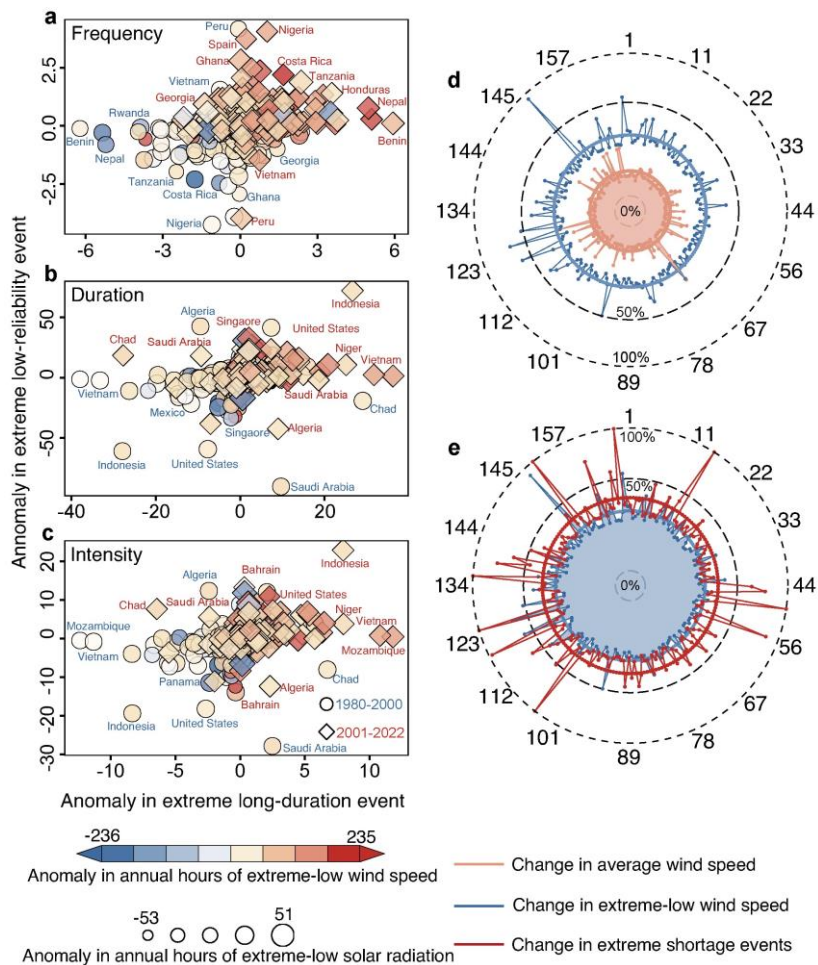 a
Frequency
Peru
Nigeria
Spain
Ghana
Costa Rica
Vietnam
Tanzania
Georgia
Honduras
Rwanda
Nepal
Benin
Benin
Nepal
Georgia
Tanzania
Vietnam
Costa Rica
Ghana
Nigeria
Peru
2.5
0.0
-2.5
-6
-3
0
3
6
b
Duration
Indonesia
Algeria
Singaore
United States
Chad
Saudi Arabia
Niger
Vietnam
Vietnam
Saudi Arabia
Mexico
Chad
Singaore
Algeria
Indonesia
United States
Saudi Arabia
50
0
-50
-40
-20
0
20
c
Intensity
Indonesia
Bahrain
Algeria
United States
Chad
Saudi Arabia
Niger
Mozambique
Vietnam
Vietnam
Mozambique
Panama
Chad
Algeria
Bahrain
1980-2000
Indonesia
United States
2001-2022
Saudi Arabia
20
10
0
-10
-20
-30
-10
-5
0
5
10
Annomaly in extreme low-reliability event
Anomaly in extreme long-duration event
-236
235
Anomaly in annual hours of extreme-low wind speed
-53
51
Anomaly in annual hours of extreme-low solar radiation
d
1
11
22
33
44
56
67
78
89
101
112
123
134
144
145
157
0%
50%
100%
e
1
11
22
33
44
56
67
78
89
101
112
123
134
144
145
157
100%
50%
0%
Change in average wind speed
Change in extreme-low wind speed
Change in extreme shortage events